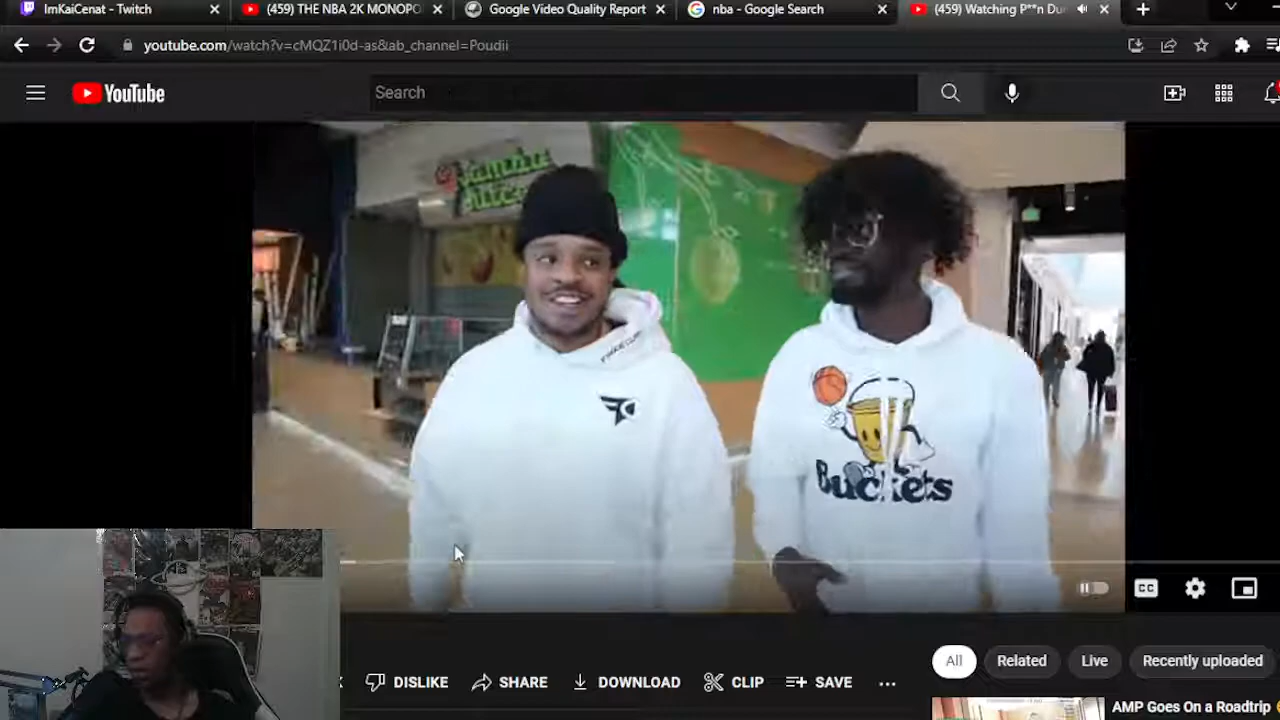 ImKaiCenat - Twitch
(459) THE NBA 2K MONOPO
Google Video Quality Report
nba - Google Search
(459) Watching P**n Du
youtube.com/watch?v=cMQZ1i0d-as&ab_channel=Poudii
YouTube
Search
Buckets
CC
DISLIKE
SHARE
DOWNLOAD
CLIP
SAVE
All
Related
Live
Recently uploaded
AMP Goes On a Roadtrip